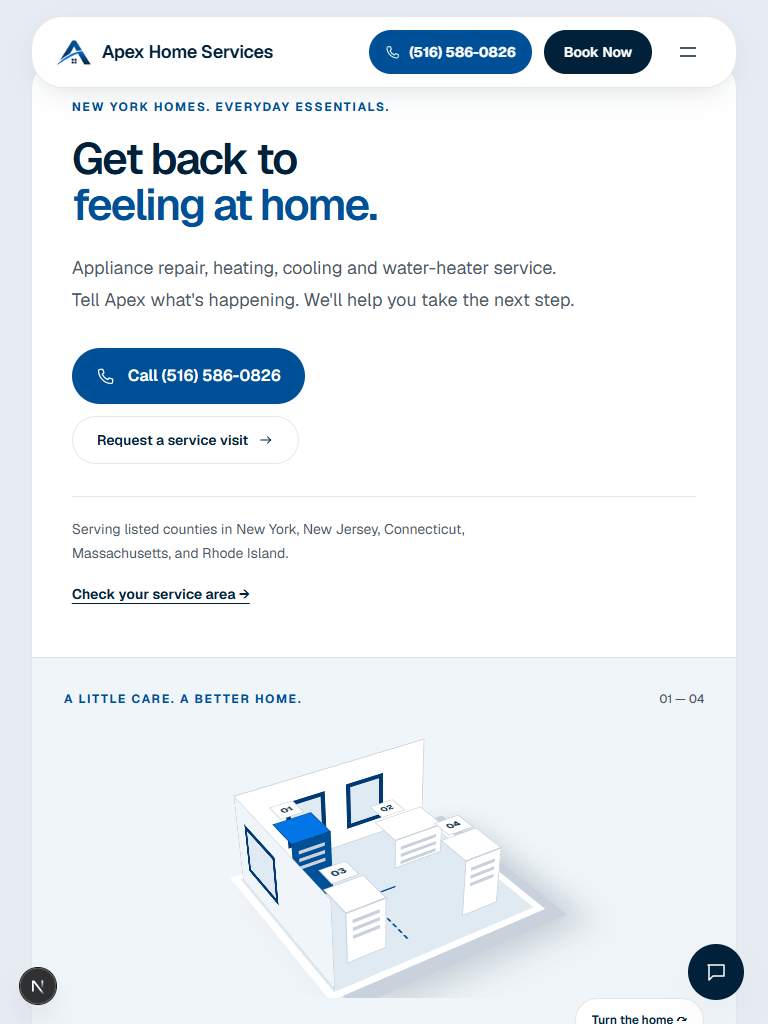 Apex Home Services
(516) 586-0826
Book Now
NEW YORK HOMES. EVERYDAY ESSENTIALS.
Get back to
feeling at home.
Appliance repair, heating, cooling and water-heater service.
Tell Apex what's happening. We'll help you take the next step.
Call (516) 586-0826
Request a service visit →
Serving listed counties in New York, New Jersey, Connecticut,
Massachusetts, and Rhode Island.
Check your service area →
A LITTLE CARE. A BETTER HOME.
01 — 04
01
02
04
03
N
Turn the home ↷